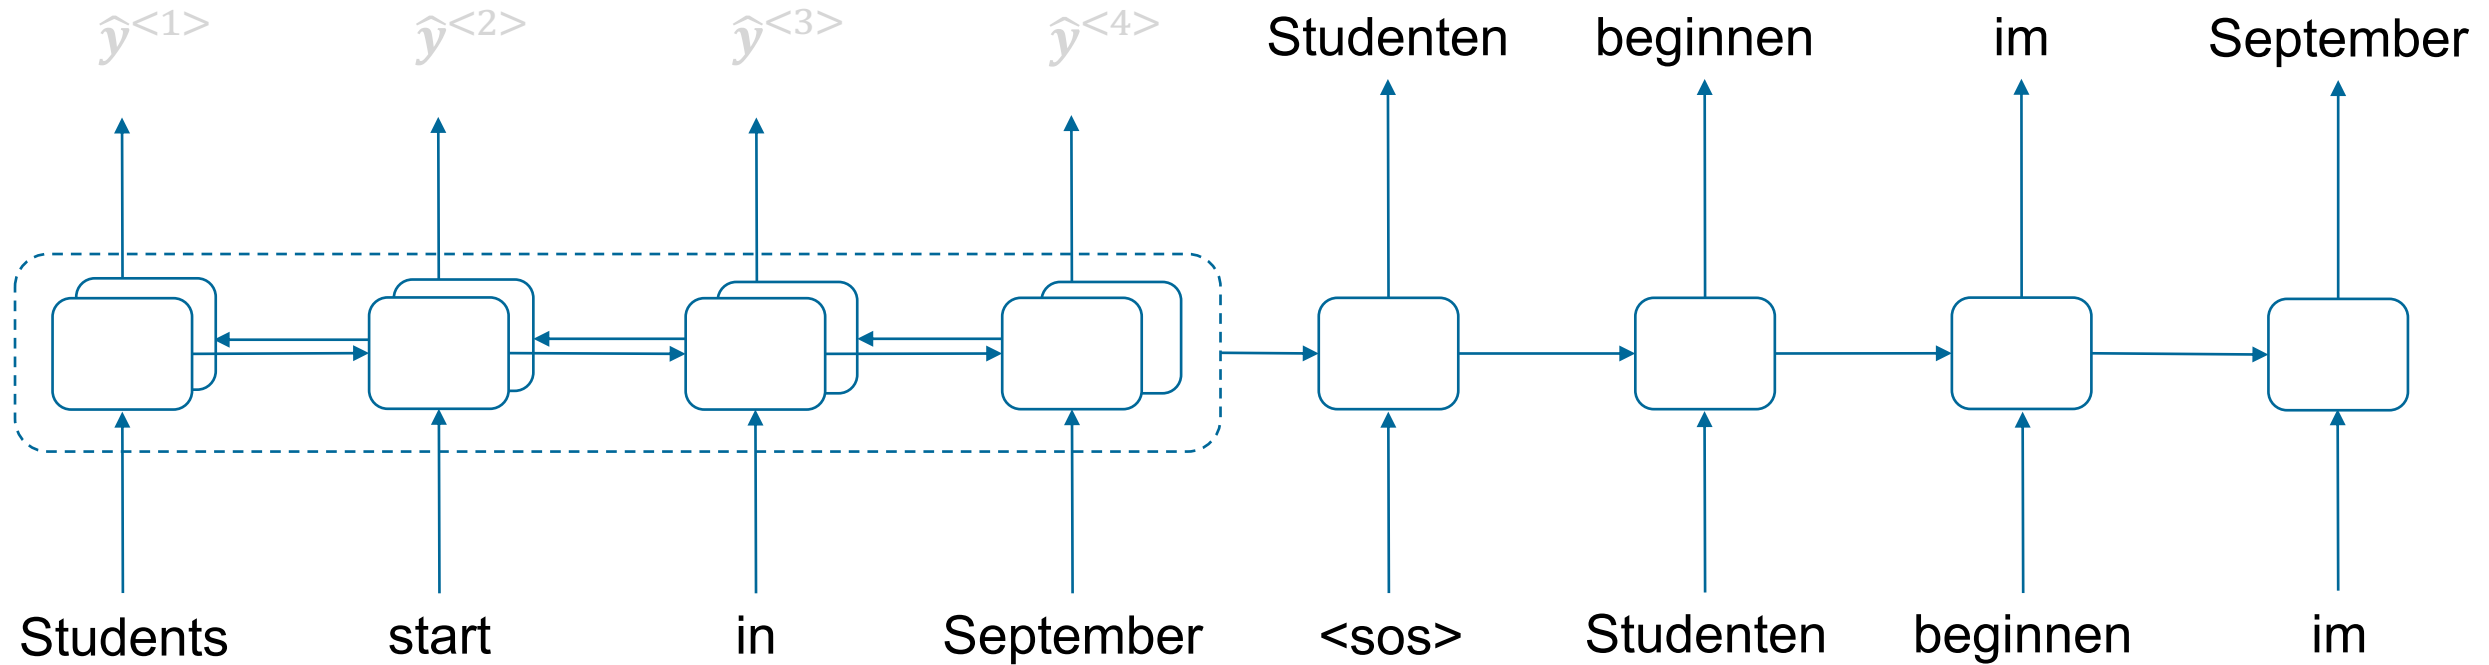 ŷ<1> ŷ<2> ŷ<3> ŷ<4> Studenten beginnen im September
Students start in September <sos> Studenten beginnen im